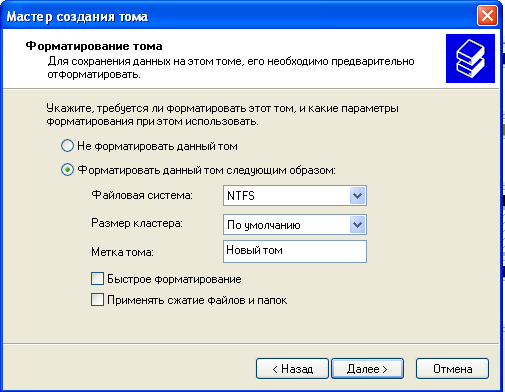 Мастер создания тома
Форматирование тома
Для сохранения данных на этом томе, его необходимо предварительно
отформатировать.
Укажите, требуется ли форматировать этот том, и какие параметры
форматирования при этом использовать.
Не форматировать данный том
Форматировать данный том следующим образом:
Файловая система: NTFS
Размер кластера: По умолчанию
Метка тома: Новый том
Быстрое форматирование
Применять сжатие файлов и папок
< Назад Далее > Отмена